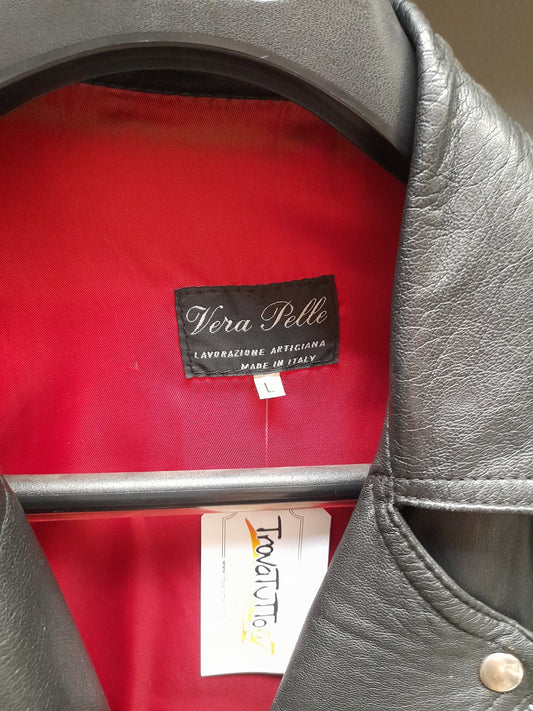 Vera Pelle
LAVORAZIONE ARTIGIANA
MADE IN ITALY
L
TrovaTutto